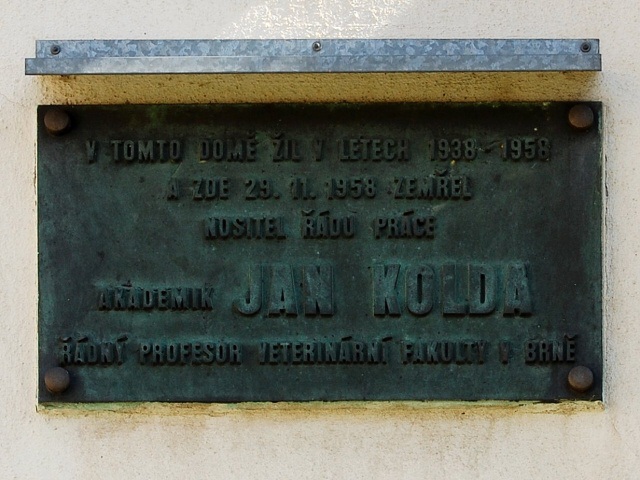 V TOMTO DOMĚ ŽIL V LETECH 1938-1958
A ZDE 29. 11. 1958 ZEMŘEL
NOSITEL ŘÁDU PRÁCE
AKADEMIK JAN KOLDA
ŘÁDNÝ PROFESOR VETERINÁRNÍ FAKULTY V BRNĚ